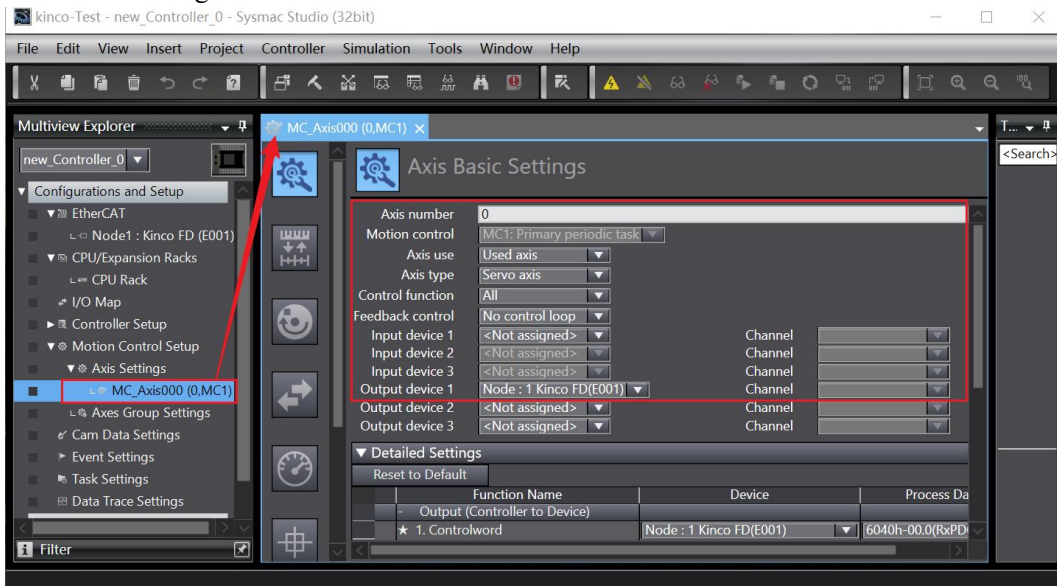 kinco-Test - new_Controller_0 - Sysmac Studio (32bit)
File Edit View Insert Project Controller Simulation Tools Window Help
Multiview Explorer
new_Controller_0
Configurations and Setup
EtherCAT
Node1 : Kinco FD (E001)
CPU/Expansion Racks
CPU Rack
I/O Map
Controller Setup
Motion Control Setup
Axis Settings
MC_Axis000 (0,MC1)
Axes Group Settings
Cam Data Settings
Event Settings
Task Settings
Data Trace Settings
Filter
MC_Axis000 (0,MC1)
Axis Basic Settings
Axis number 0
Motion control MC1: Primary periodic task
Axis use Used axis
Axis type Servo axis
Control function All
Feedback control No control loop
Input device 1 <Not assigned> Channel
Input device 2 <Not assigned> Channel
Input device 3 <Not assigned> Channel
Output device 1 Node : 1 Kinco FD(E001) Channel
Output device 2 <Not assigned> Channel
Output device 3 <Not assigned> Channel
Detailed Settings
Reset to Default
Function Name Device Process Da
- Output (Controller to Device)
★ 1. Controlword Node : 1 Kinco FD(E001) 6040h-00.0(RxPD
T...
<Search>